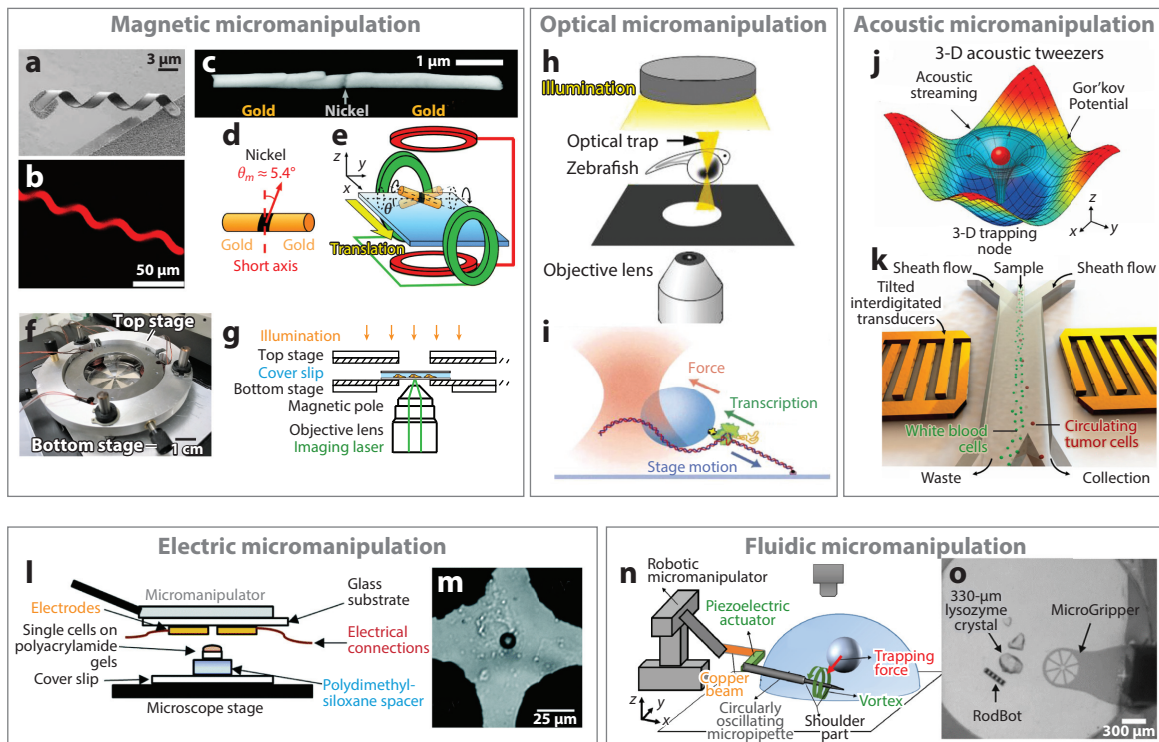 Magnetic micromanipulation
a
3 μm
b
50 μm
c
1 μm
Gold
Nickel
Gold
d
Nickel
θm ≈ 5.4°
Gold
Gold
Short axis
e
z
y
x
θ
Translation
f
Top stage
Bottom stage
1 cm
g
Illumination
Top stage
Cover slip
Bottom stage
Magnetic pole
Objective lens
Imaging laser
Optical micromanipulation
h
Illumination
Optical trap
Zebrafish
Objective lens
i
Force
Transcription
Stage motion
Acoustic micromanipulation
j
3-D acoustic tweezers
Acoustic
streaming
Gor'kov
Potential
3-D trapping
node
z
y
x
k
Sheath flow
Sample
Sheath flow
Tilted
interdigitated
transducers
White blood
cells
Circulating
tumor cells
Waste
Collection
Electric micromanipulation
l
Micromanipulator
Glass
substrate
Electrodes
Single cells on
polyacrylamide
gels
Electrical
connections
Cover slip
Polydimethyl-
siloxane spacer
Microscope stage
m
25 μm
Fluidic micromanipulation
n
Robotic
micromanipulator
Piezoelectric
actuator
Trapping
force
Copper
beam
Vortex
Circularly
oscillating
micropipette
Shoulder
part
z
y
x
o
330-μm
lysozyme
crystal
MicroGripper
RodBot
300 μm